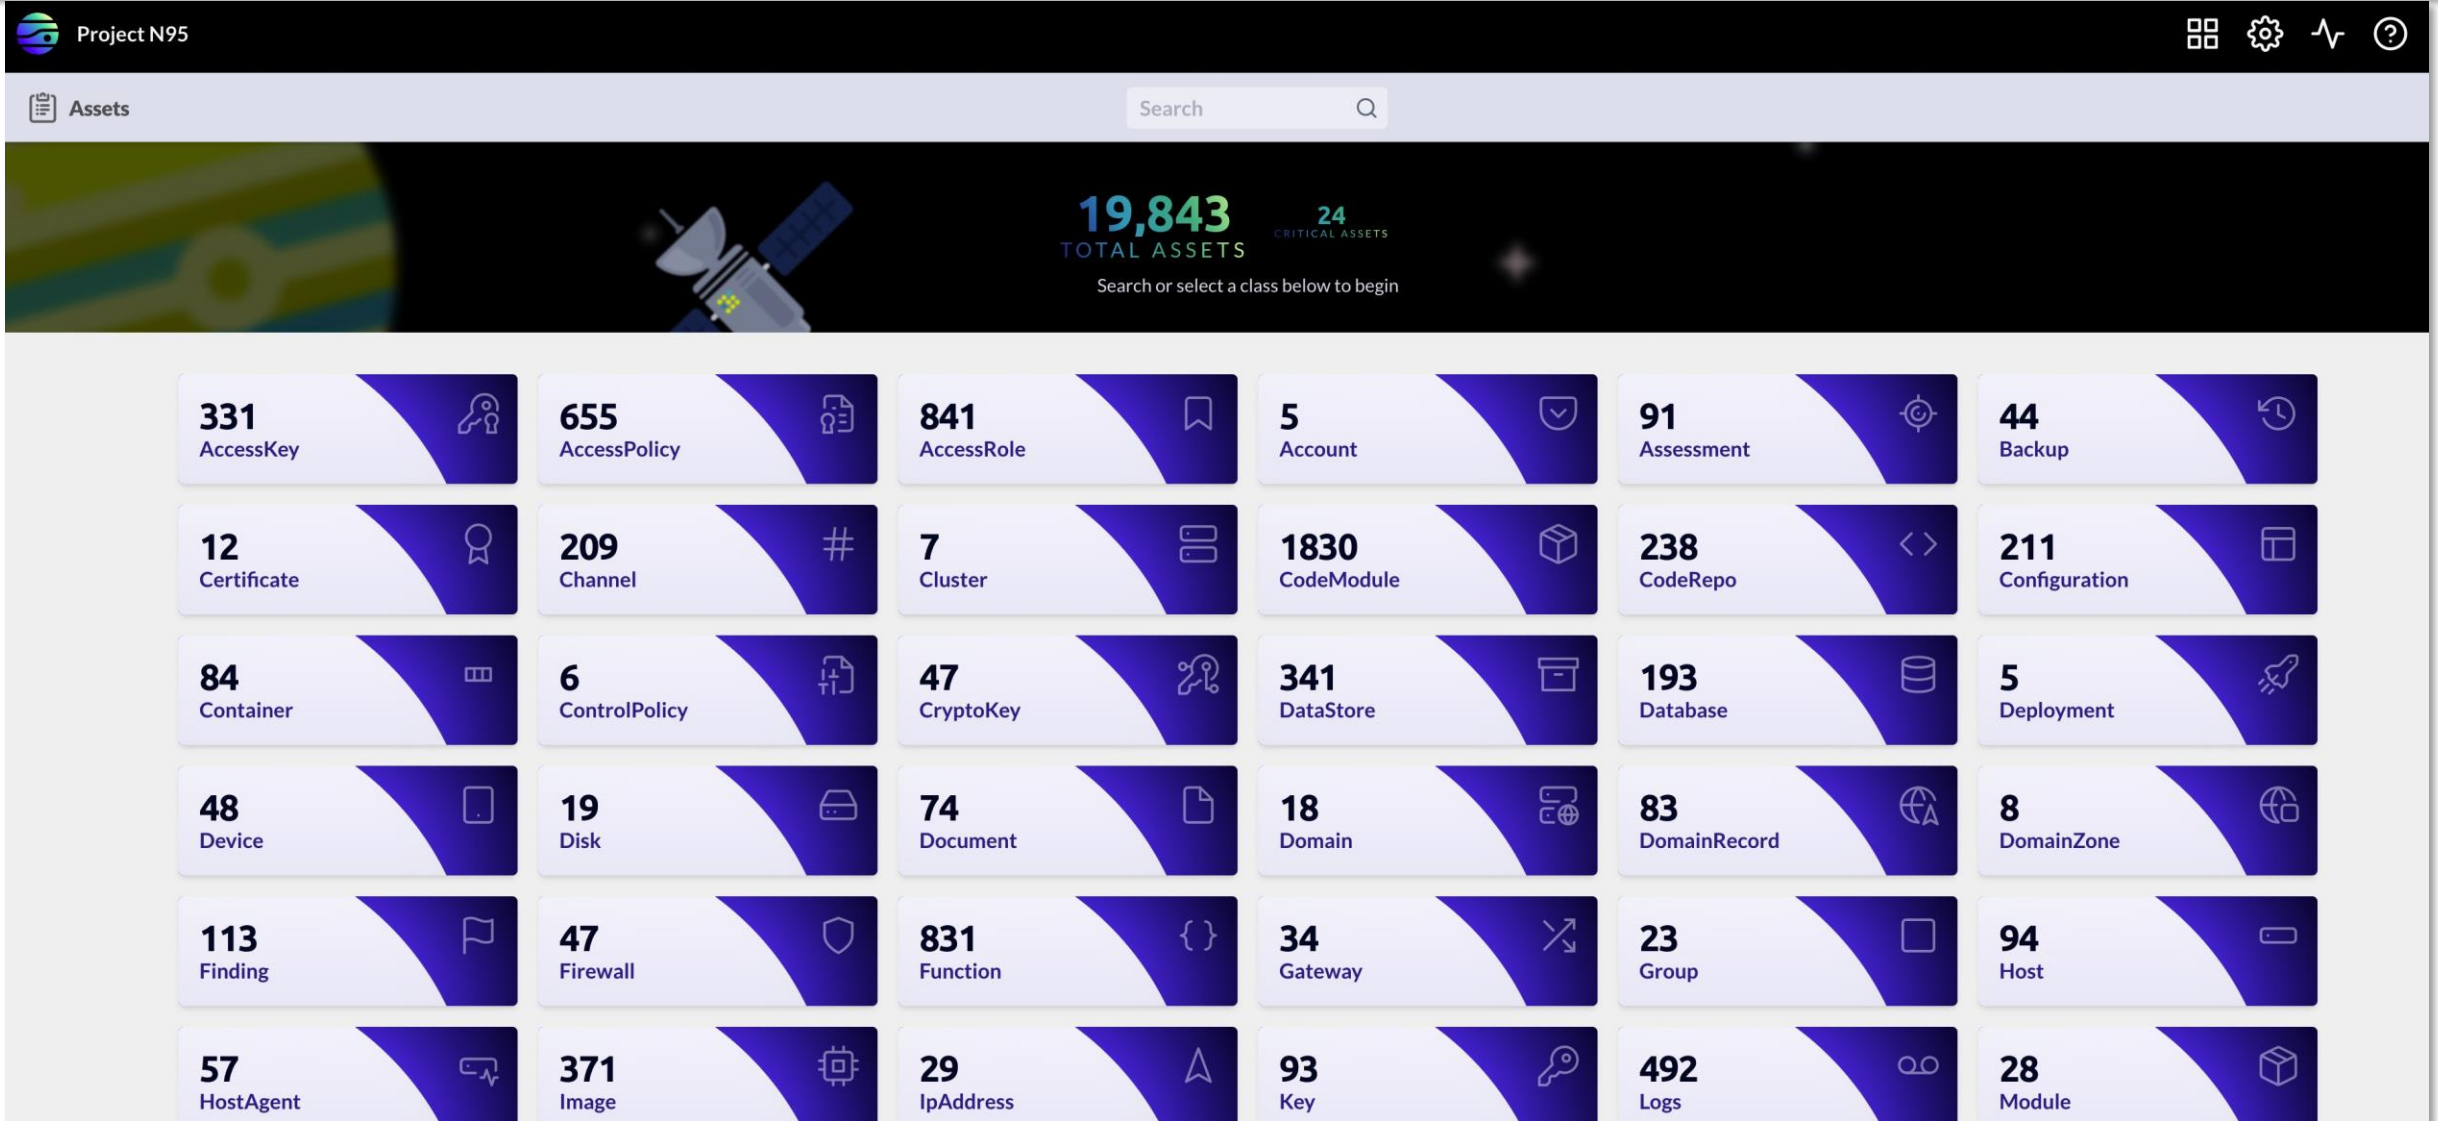 Project N95
Assets
Search
19,843
TOTAL ASSETS
24
CRITICAL ASSETS
Search or select a class below to begin
331
AccessKey
655
AccessPolicy
841
AccessRole
5
Account
91
Assessment
44
Backup
12
Certificate
209
Channel
7
Cluster
1830
CodeModule
238
CodeRepo
211
Configuration
84
Container
6
ControlPolicy
47
CryptoKey
341
DataStore
193
Database
5
Deployment
48
Device
19
Disk
74
Document
18
Domain
83
DomainRecord
8
DomainZone
113
Finding
47
Firewall
831
Function
34
Gateway
23
Group
94
Host
57
HostAgent
371
Image
29
IpAddress
93
Key
492
Logs
28
Module